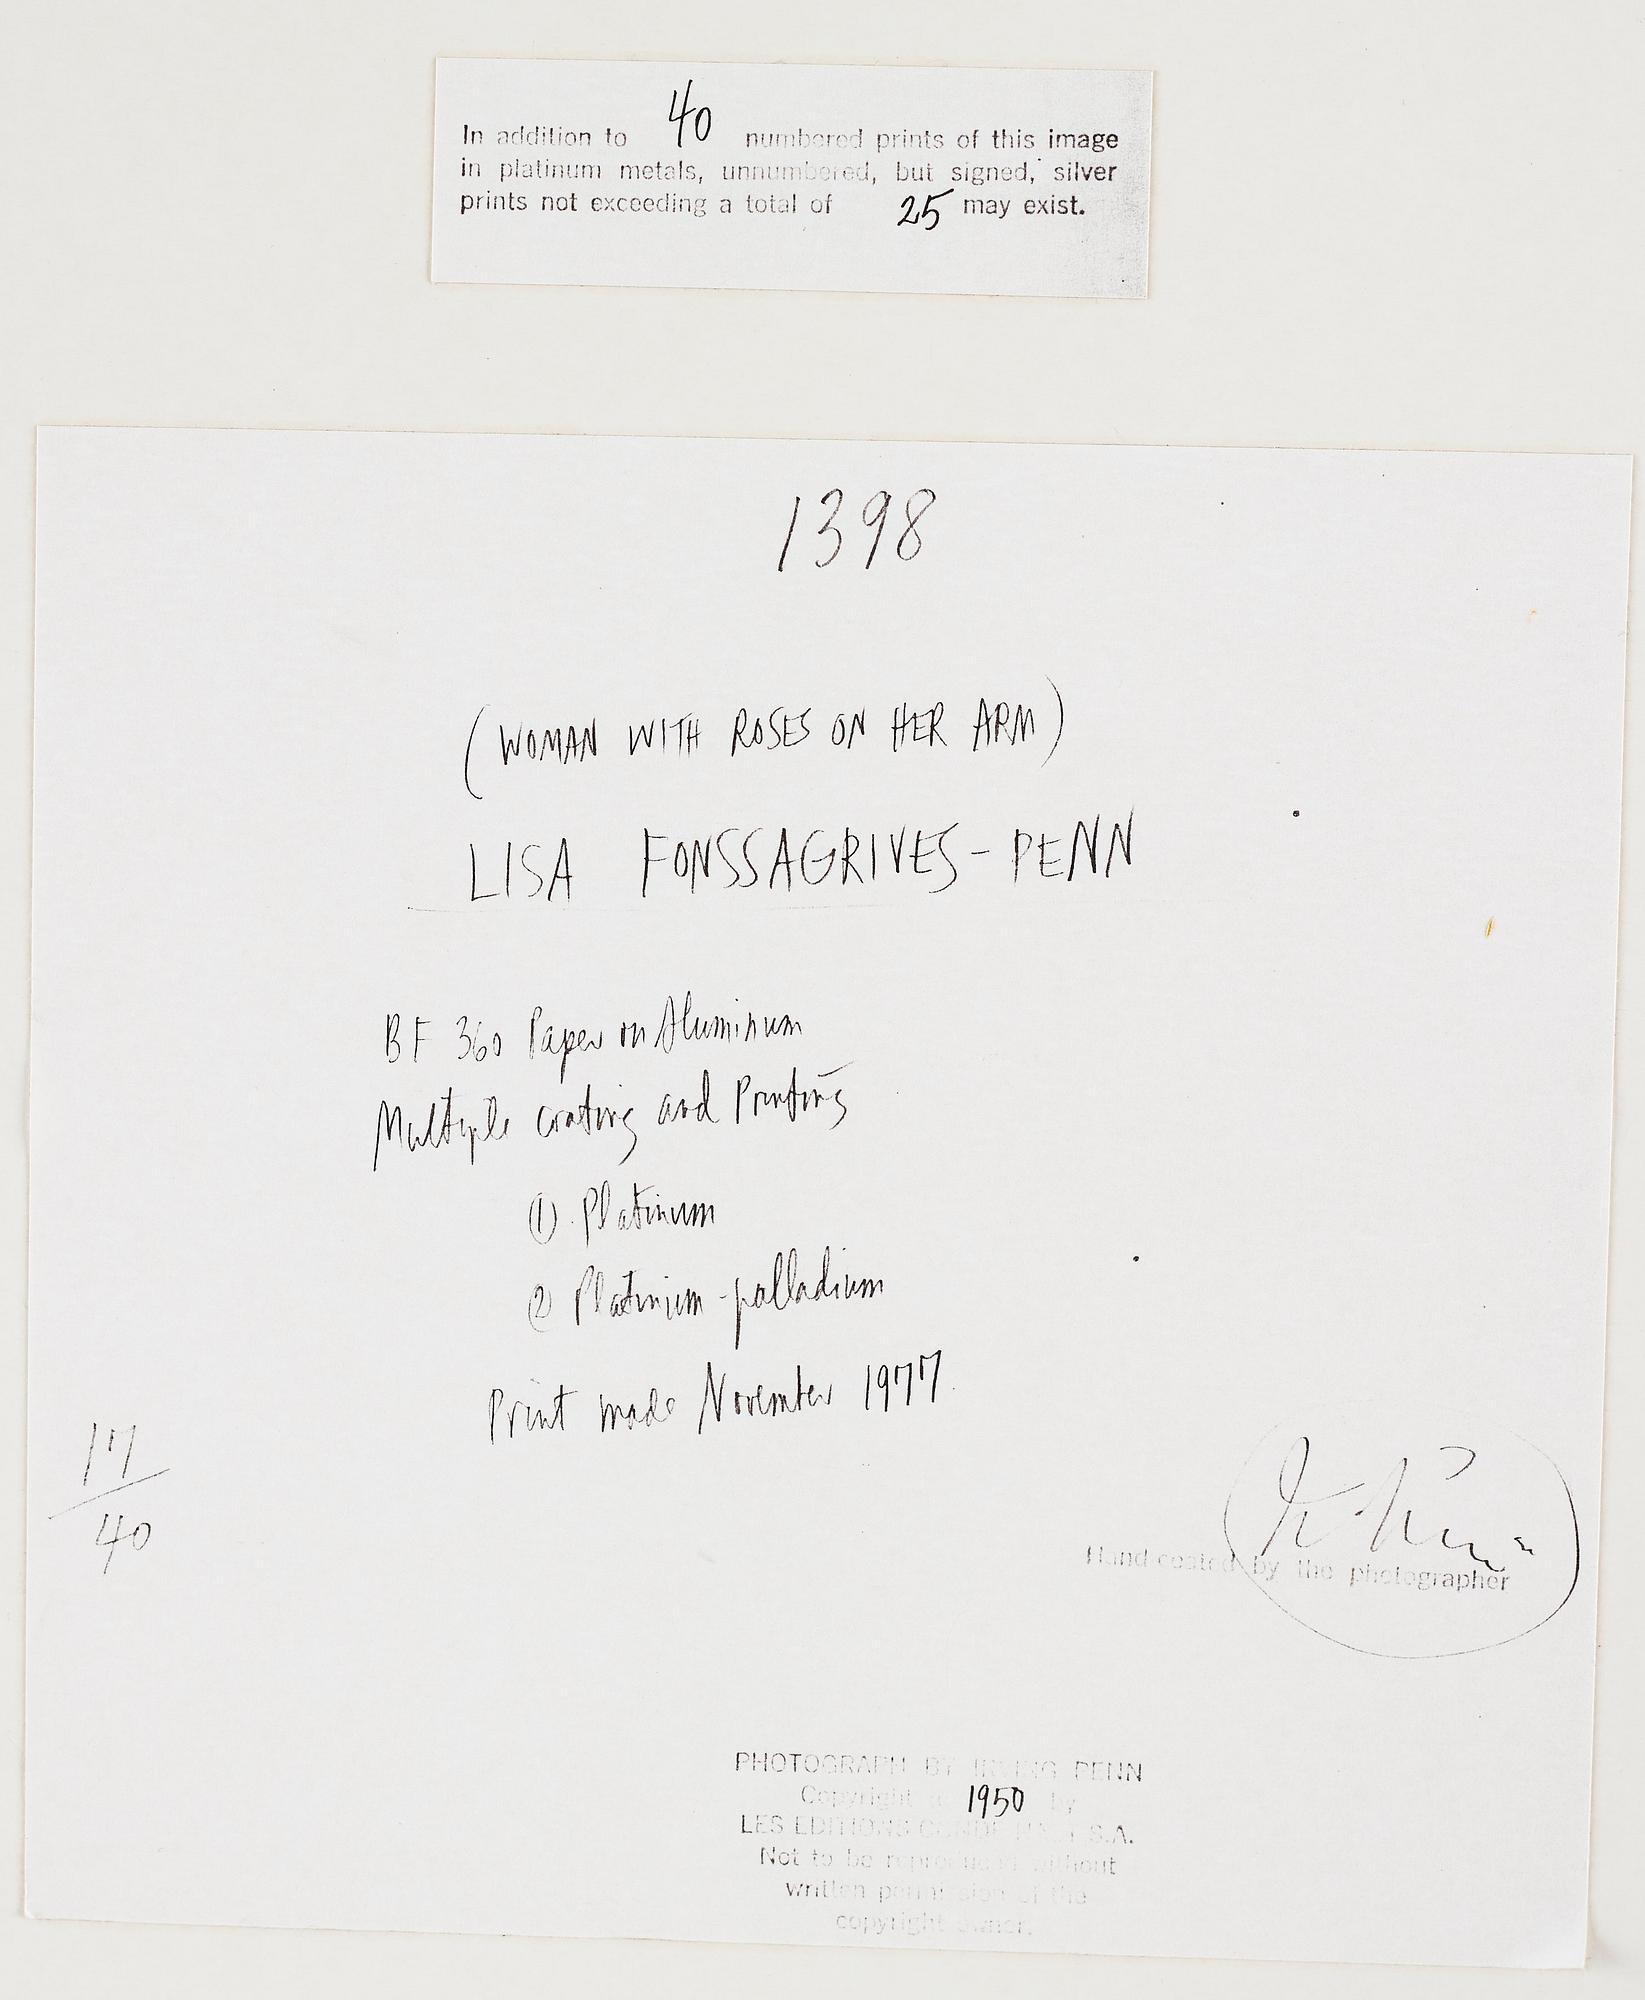 In addition to 40 numbered prints of this image
in platinum metals, unnumbered, but signed, silver
prints not exceeding a total of 25 may exist.
1398
(WOMAN WITH ROSES ON HER ARM)
LISA FONSSAGRIVES-PENN
BF 360 Paper on Aluminum
Multiple coating and Printing
① Platinum
② Platinum-palladium
Print made November 1977
17
40
Hand coated by the photographer
PHOTOGRAPH BY IRVING PENN
Copyright 1950 by
LES EDITIONS CONDE NAST S.A.
Not to be reproduced without
written permission of the
copyright owner.